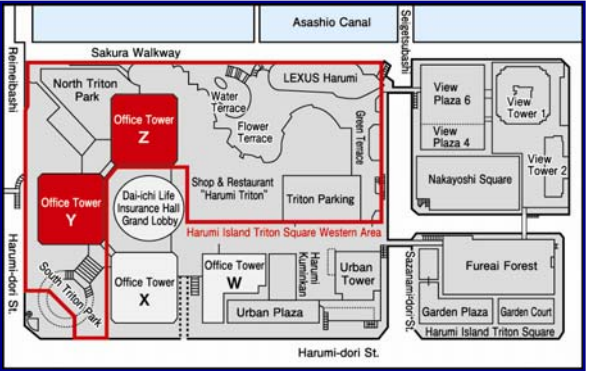 Asashio Canal
Seigetsubashi
Sakura Walkway
Reimeibashi
North Triton
Park
LEXUS Harumi
Water
Terrace
Flower
Terrace
Green Terrace
Office Tower
Z
View
Plaza 6
View
Tower 1
View
Plaza 4
View
Tower 2
Nakayoshi Square
Shop & Restaurant
"Harumi Triton"
Triton Parking
Dai-ichi Life
Insurance Hall
Grand Lobby
Office Tower
Y
Harumi Island Triton Square Western Area
Harumi-dori St.
South Triton Park
Office Tower
X
Office Tower
W
Harumi
Kuminkan
Urban
Tower
Urban Plaza
Sazanami-dori St.
Fureai Forest
Garden Plaza
Garden Court
Harumi Island Triton Square
Harumi-dori St.